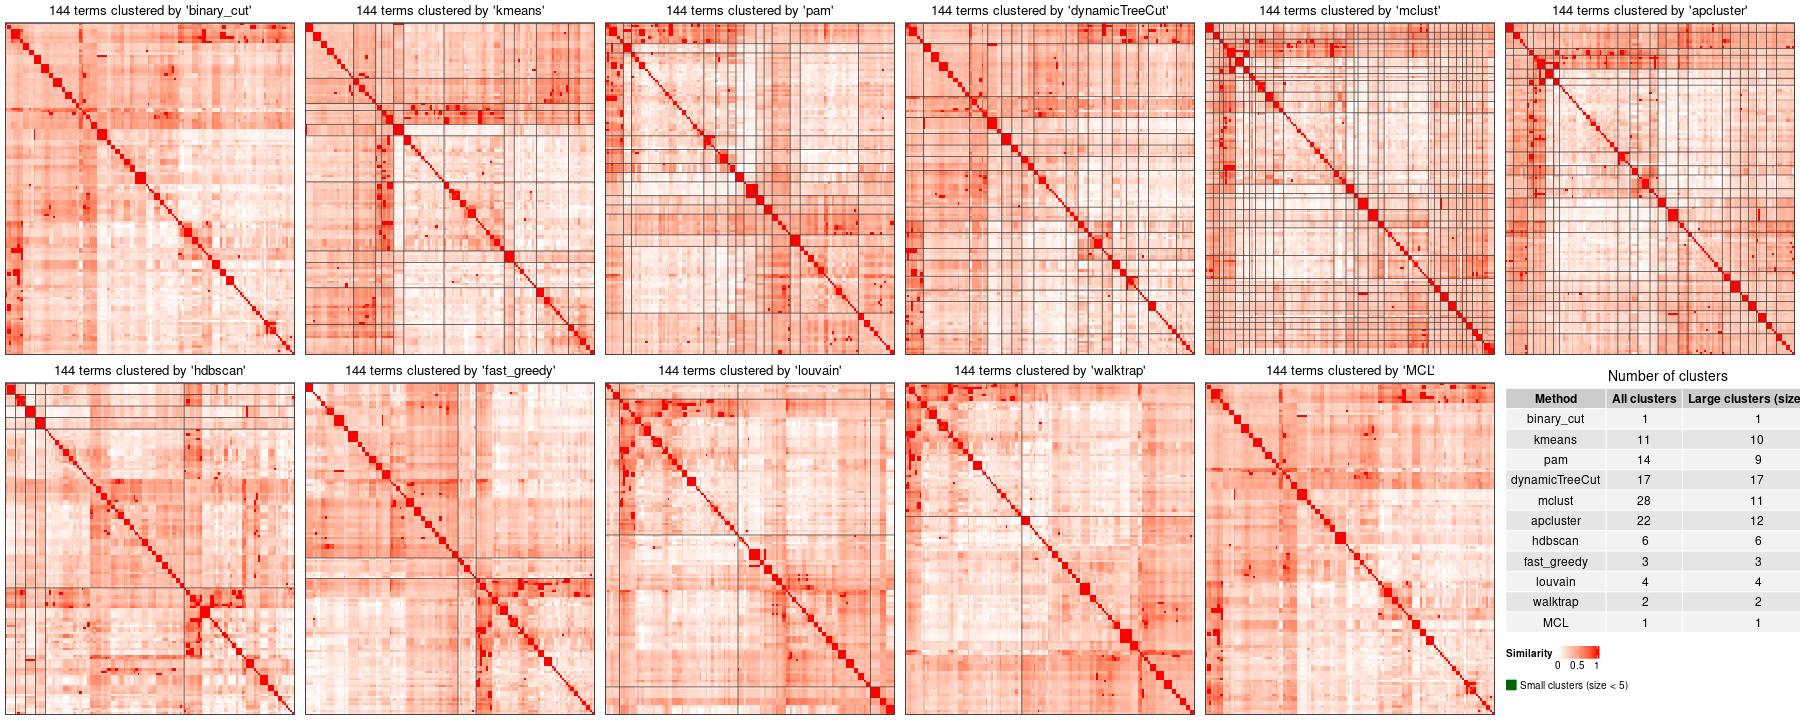 144 terms clustered by 'binary_cut'
144 terms clustered by 'kmeans'
144 terms clustered by 'pam'
144 terms clustered by 'dynamicTreeCut'
144 terms clustered by 'mclust'
144 terms clustered by 'apcluster'
144 terms clustered by 'hdbscan'
144 terms clustered by 'fast_greedy'
144 terms clustered by 'louvain'
144 terms clustered by 'walktrap'
144 terms clustered by 'MCL'
Number of clusters
Method All clusters Large clusters (size
binary_cut 1 1
kmeans 11 10
pam 14 9
dynamicTreeCut 17 17
mclust 28 11
apcluster 22 12
hdbscan 6 6
fast_greedy 3 3
louvain 4 4
walktrap 2 2
MCL 1 1
Similarity
0 0.5 1
Small clusters (size < 5)